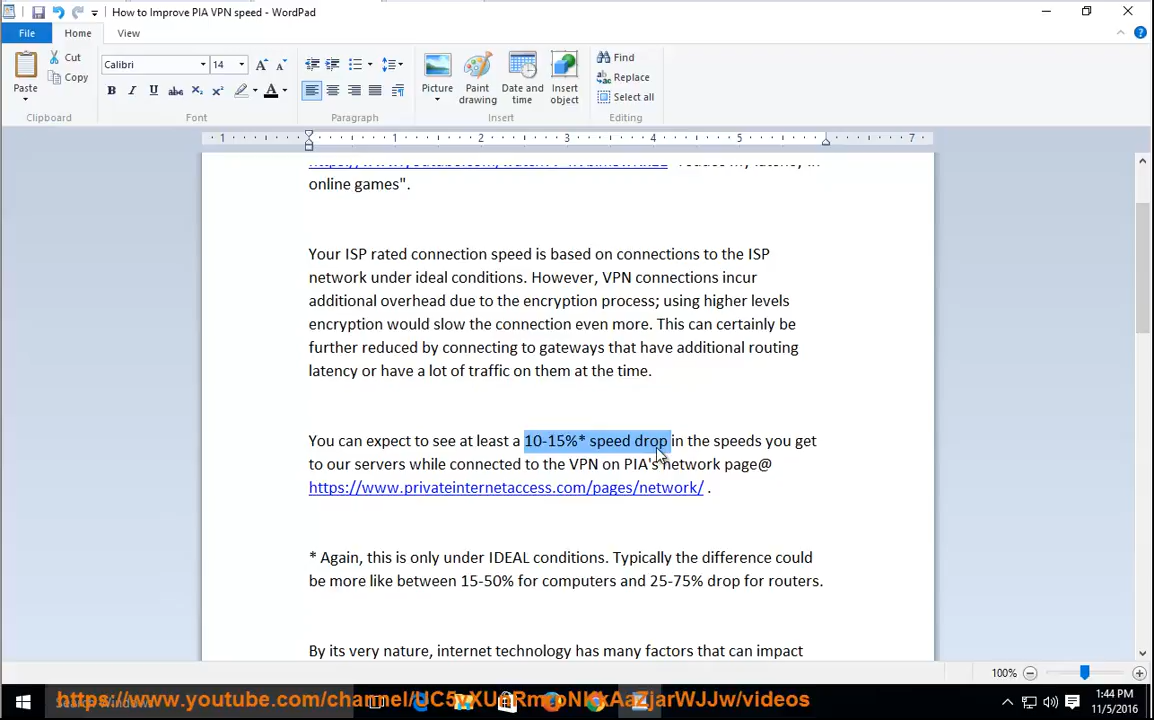 How to Improve PIA VPN speed - WordPad
File
Home
View
Paste
Cut
Copy
Clipboard
Calibri
14
Font
Paragraph
Picture
Paint drawing
Date and time
Insert object
Insert
Find
Replace
Select all
Editing
1 1 2 3 4 5 7
online games".
Your ISP rated connection speed is based on connections to the ISP
network under ideal conditions. However, VPN connections incur
additional overhead due to the encryption process; using higher levels
encryption would slow the connection even more. This can certainly be
further reduced by connecting to gateways that have additional routing
latency or have a lot of traffic on them at the time.
You can expect to see at least a 10-15%* speed drop in the speeds you get
to our servers while connected to the VPN on PIA's network page@
https://www.privateinternetaccess.com/pages/network/ .
* Again, this is only under IDEAL conditions. Typically the difference could
be more like between 15-50% for computers and 25-75% drop for routers.
By its very nature, internet technology has many factors that can impact
100%
Search Windows
1:44 PM
11/5/2016